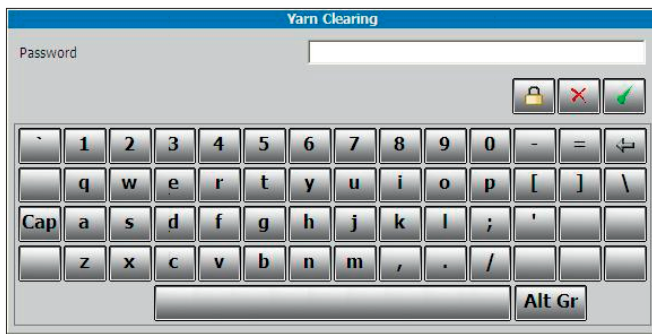 Yarn Clearing
Password
` 1 2 3 4 5 6 7 8 9 0 - =
q w e r t y u i o p [ ] \
Cap a s d f g h j k l ; '
z x c v b n m , . /
Alt Gr